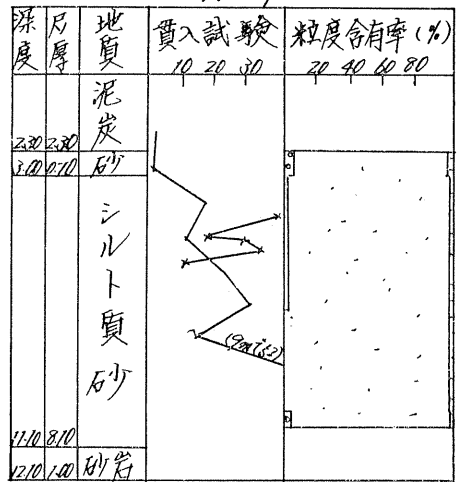 深度 尺厚 地質 貫入試験 粒度含有率(%)
10 20 30 20 40 60 80
2.30 2.30 泥炭
3.00 0.70 砂
11.10 8.10 シルト質砂
12.10 1.00 砂岩